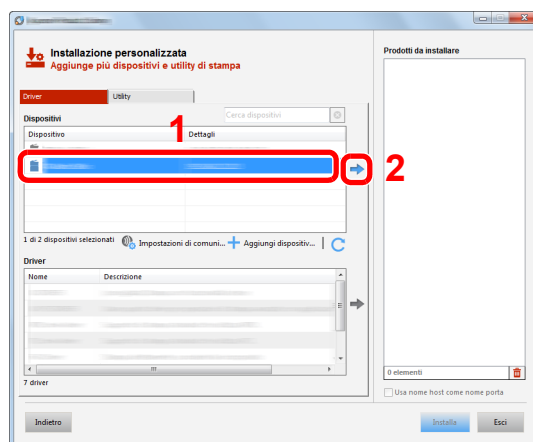 Installazione personalizzata
Aggiunge più dispositivi e utility di stampa
Prodotti da installare
Driver
Utility
Dispositivi
Cerca dispositivi
1
Dispositivo
Dettagli
2
1 di 2 dispositivi selezionati
Impostazioni di comuni...
Aggiungi dispositiv...
Driver
Nome
Descrizione
7 driver
0 elementi
Usa nome host come nome porta
Indietro
Installa
Esci